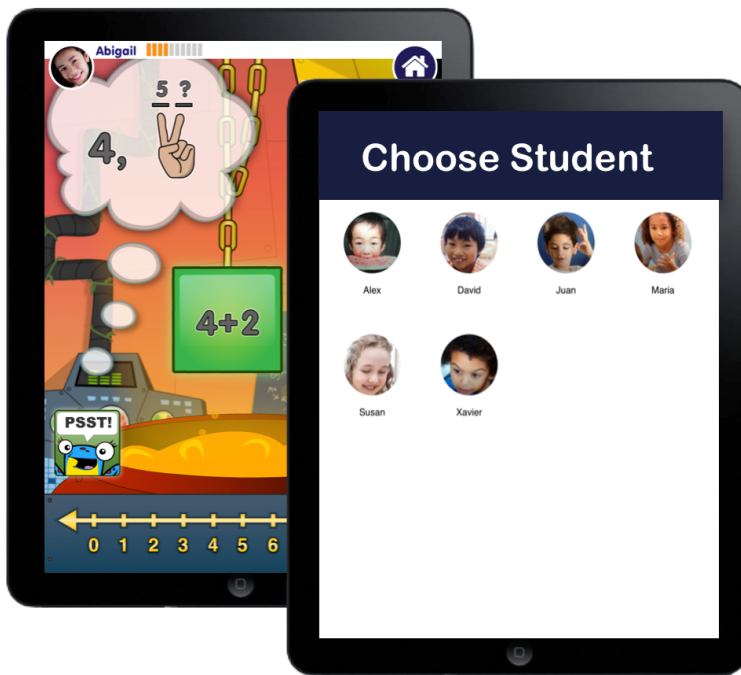 Abigail
5 ?
4,
4+2
PSST!
0 1 2 3 4 5 6
Choose Student
Alex David Juan Maria
Susan Xavier